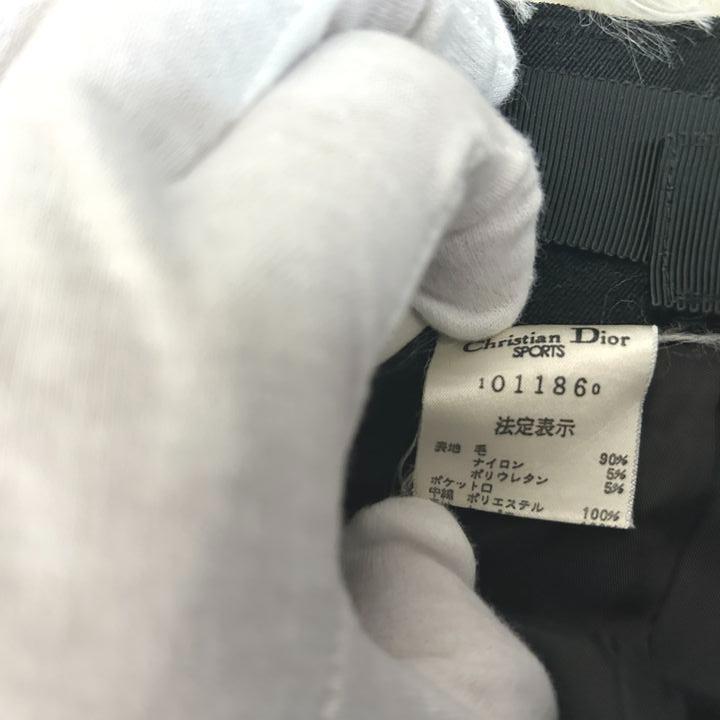 Christian Dior
SPORTS
1011860
法定表示
表地 毛 90%
ナイロン 5%
ポリウレタン 5%
ポケット口
中綿 ポリエステル 100%